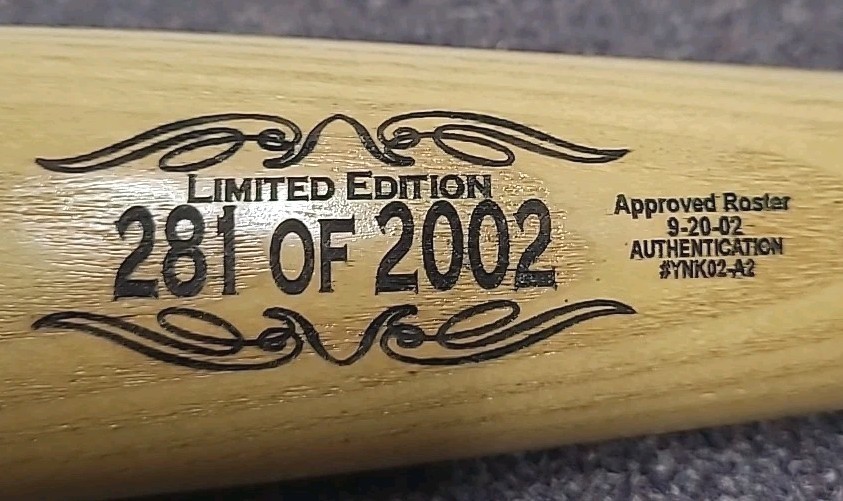 LIMITED EDITION
281 OF 2002
Approved Roster
9-20-02
AUTHENTICATION
#YNK02-A2